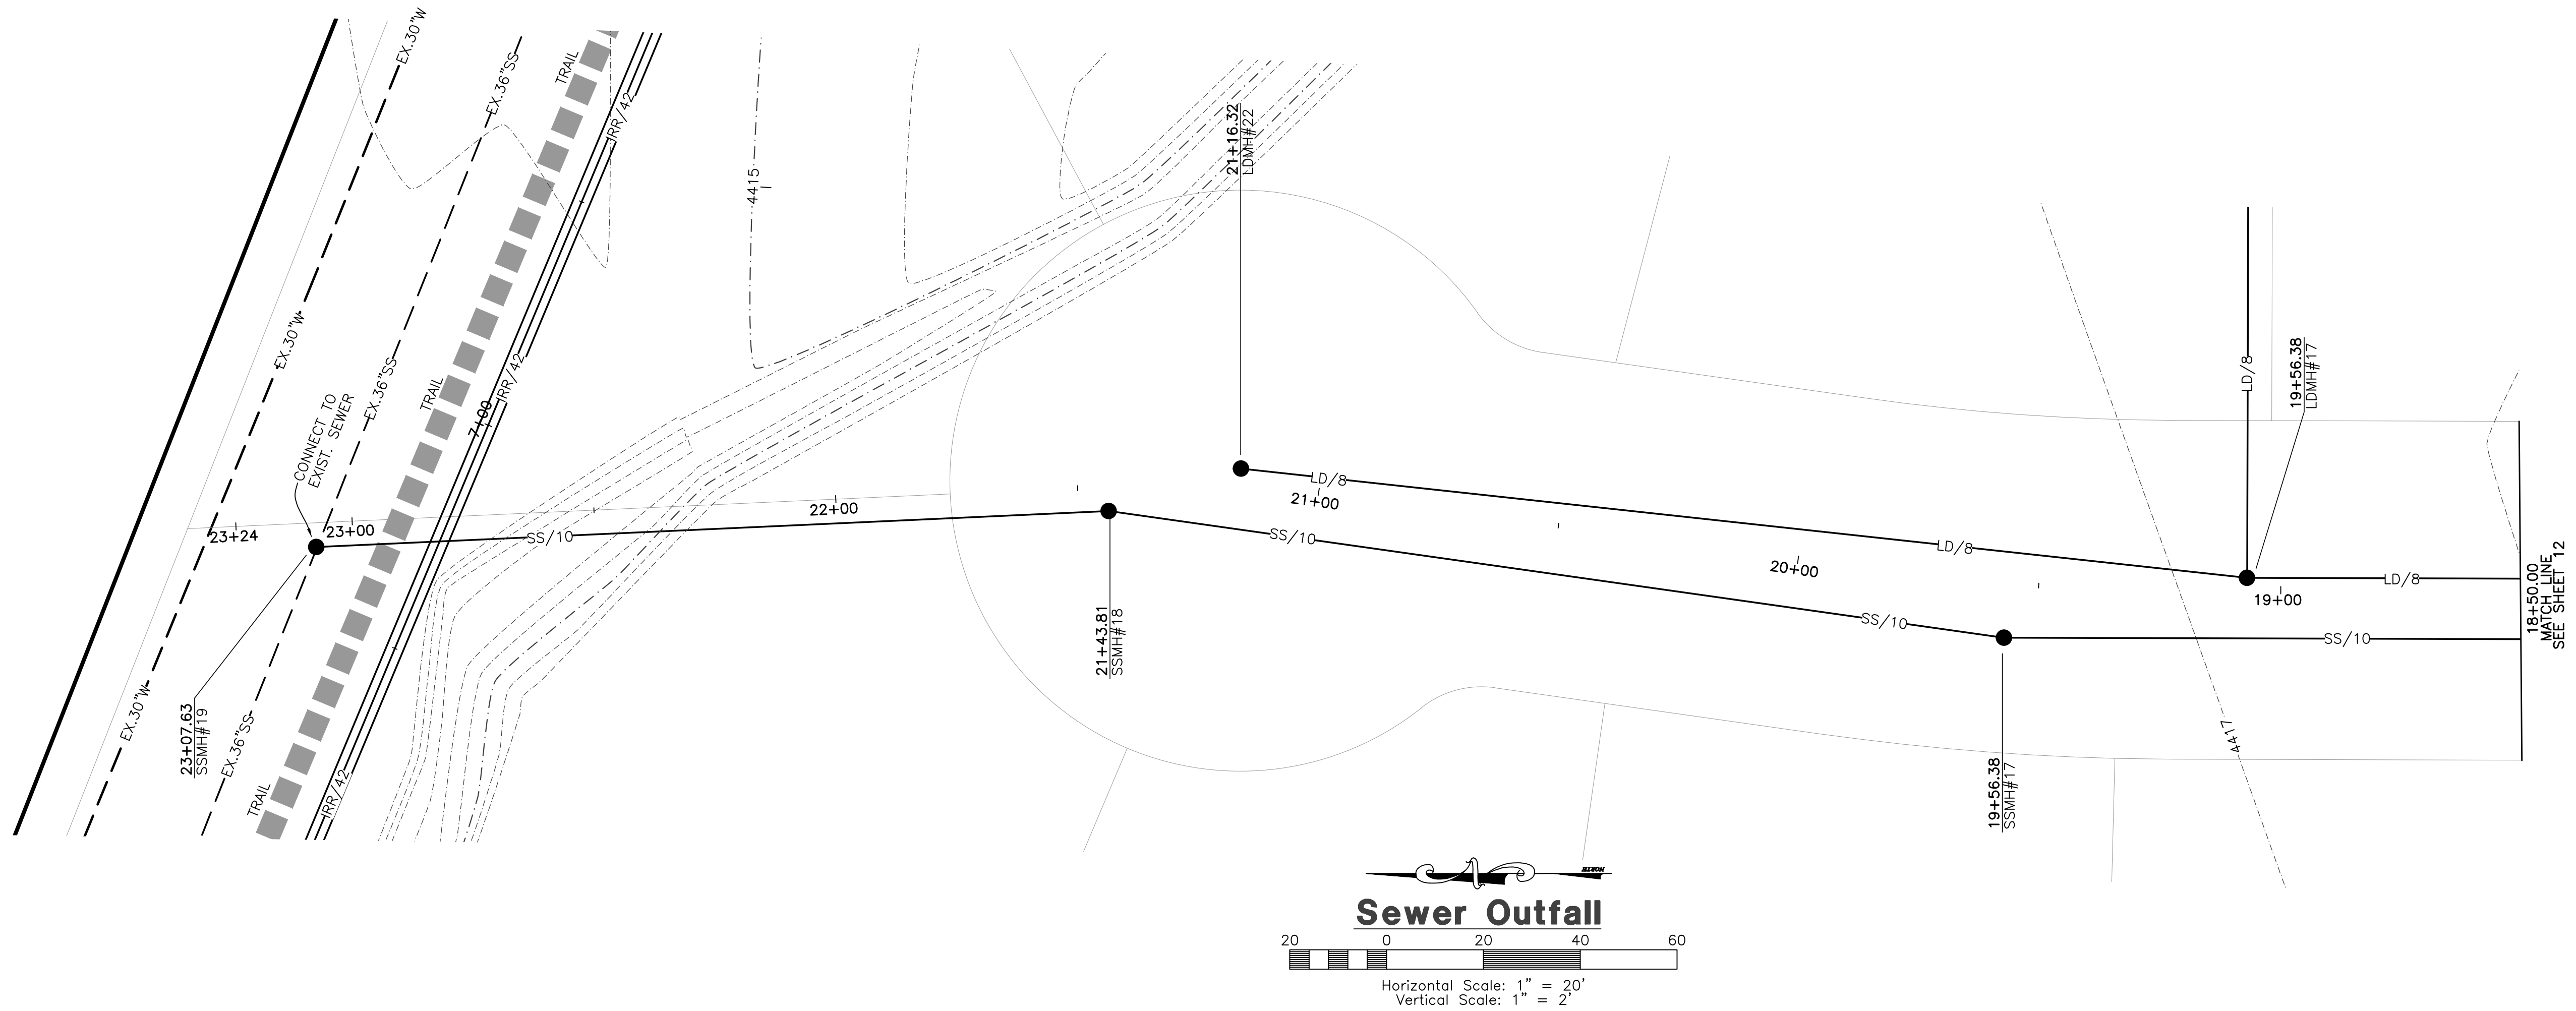 EX.30"W
EX.36"SS
TRAIL
IRR/42
4415
21+16.32
LDMH#22
EX.30"W
EX.36"SS
TRAIL
7+00
IRR/42
CONNECT TO
EXIST. SEWER
LD/8
19+56.38
LDMH#17
LD/8
21+00
23+24
23+00
SS/10
22+00
SS/10
LD/8
20+00
LD/8
19+00
18+50.00
MATCH LINE
SEE SHEET 12
21+43.81
SSMH#18
SS/10
SS/10
EX.30"W
23+07.63
SSMH#19
EX.36"SS
TRAIL
IRR/42
4417
19+56.38
SSMH#17
NORTH
Sewer Outfall
20 0 20 40 60
Horizontal Scale: 1" = 20'
Vertical Scale: 1" = 2'